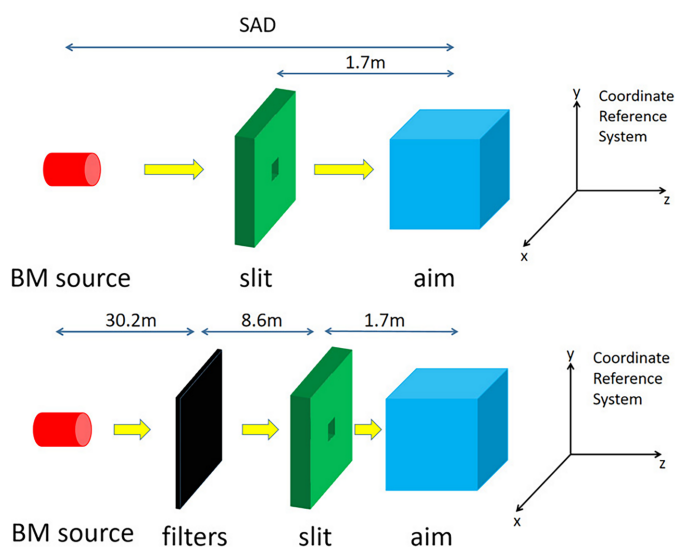 SAD
1.7m
y
Coordinate
Reference
System
z
x
BM source
slit
aim
30.2m
8.6m
1.7m
y
Coordinate
Reference
System
z
x
BM source
filters
slit
aim